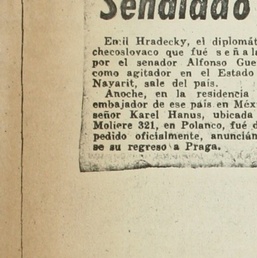 Señalado
Emil Hradecky, el diplomát
checoslovaco que fué señala
por el senador Alfonso Gue
como agitador en el Estado
Nayarit, sale del país.
Anoche, en la residencia
embajador de ese país en Méx
señor Karel Hanus, ubicada
Moliere 321, en Polanco, fué d
pedido oficialmente, anuncián
se su regreso a Praga.